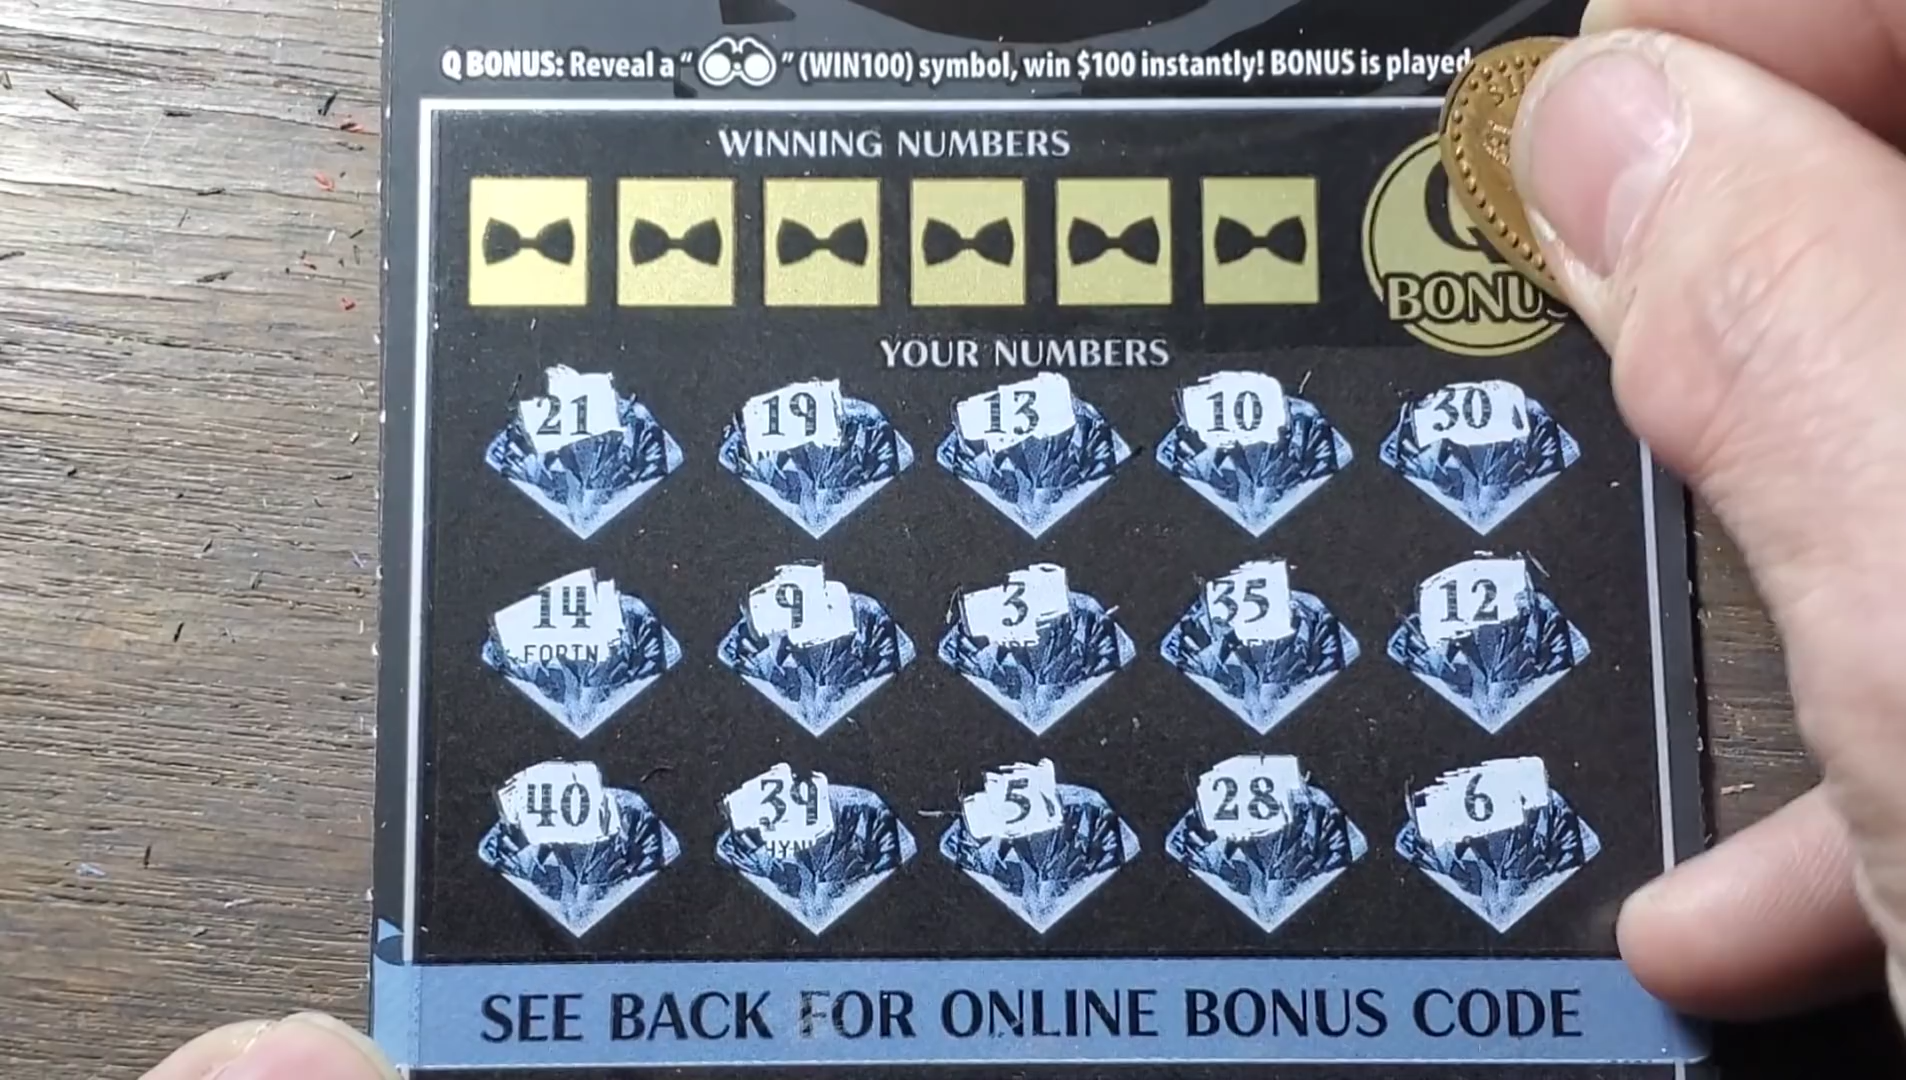 Q BONUS: Reveal a " " (WIN100) symbol, win $100 instantly! BONUS is played
WINNING NUMBERS
BONUS
YOUR NUMBERS
21 19 13 10 30
14 9 3 35 12
FORTN
40 39 5 28 6
SEE BACK FOR ONLINE BONUS CODE